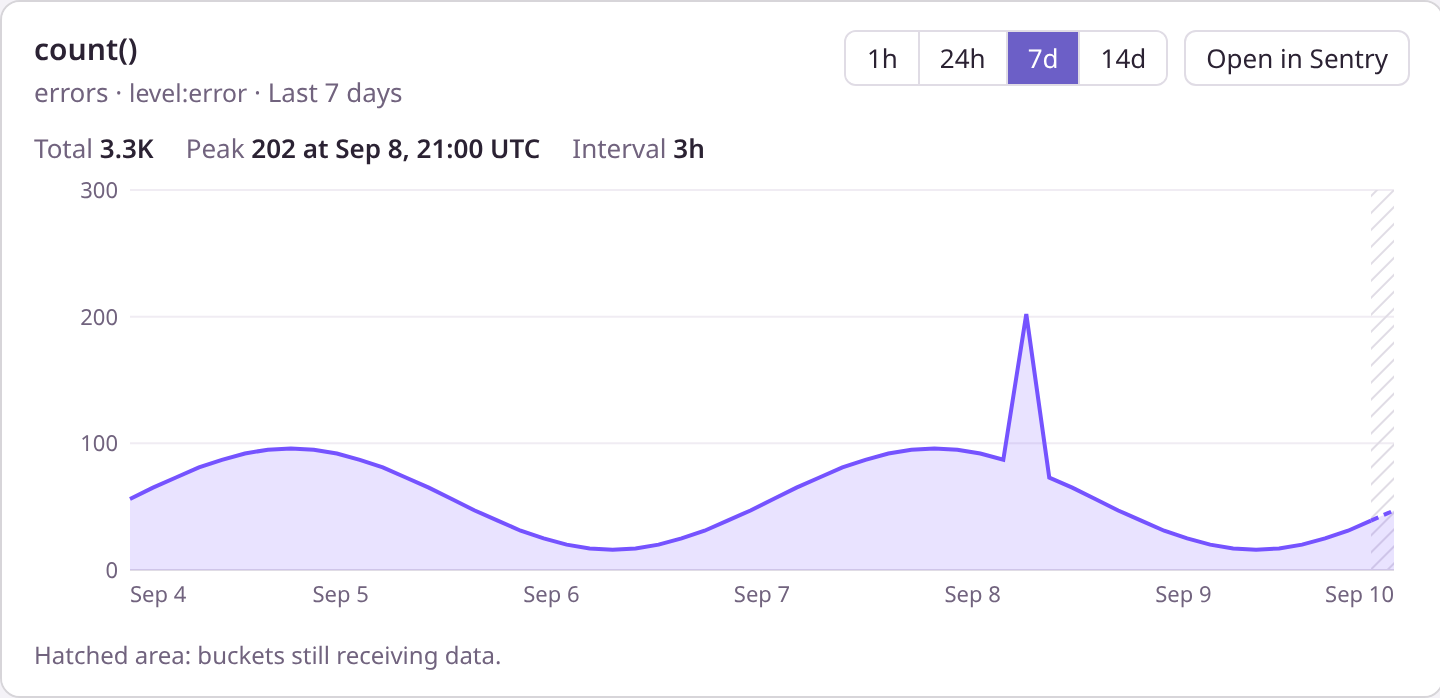 count()
errors · level:error · Last 7 days
1h 24h 7d 14d Open in Sentry
Total 3.3K Peak 202 at Sep 8, 21:00 UTC Interval 3h
300
200
100
0
Sep 4 Sep 5 Sep 6 Sep 7 Sep 8 Sep 9 Sep 10
Hatched area: buckets still receiving data.